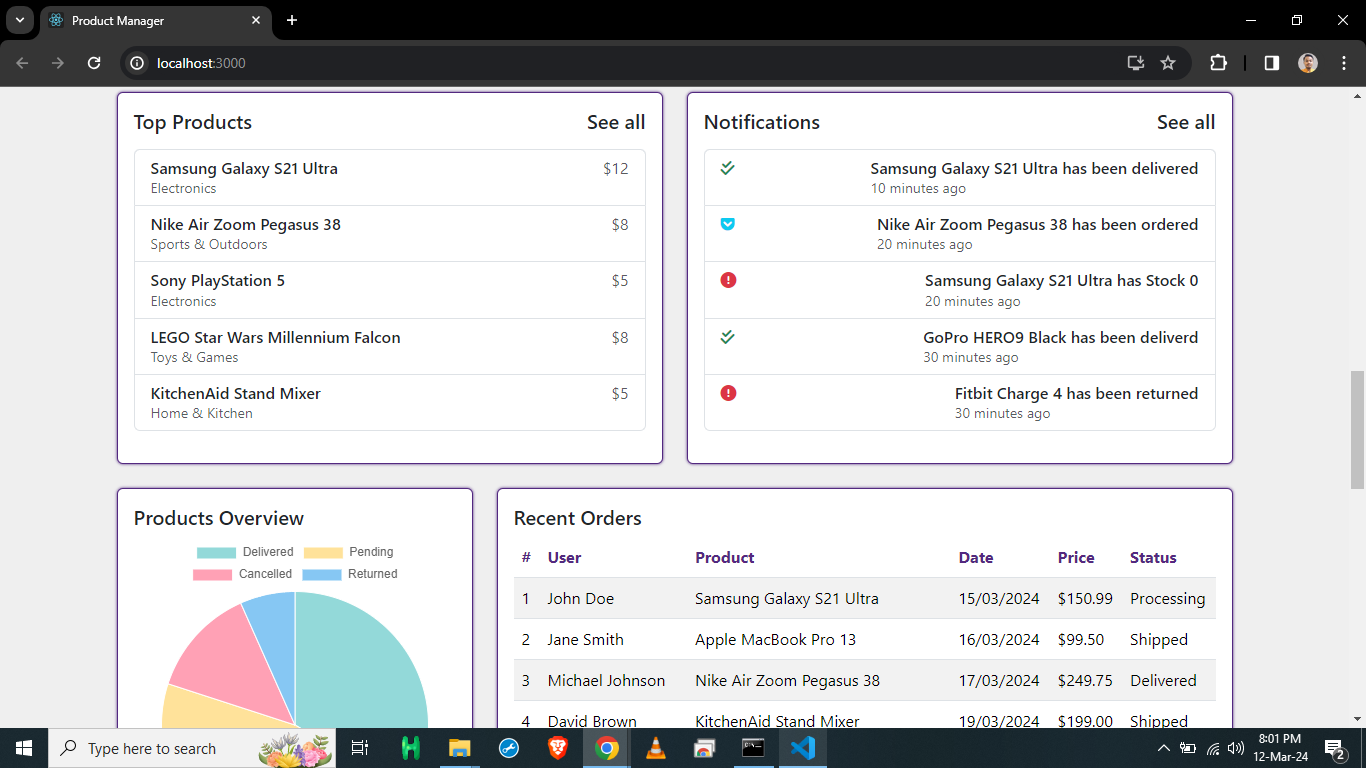 Product Manager
localhost:3000
Top Products See all
Samsung Galaxy S21 Ultra $12
Electronics
Nike Air Zoom Pegasus 38 $8
Sports & Outdoors
Sony PlayStation 5 $5
Electronics
LEGO Star Wars Millennium Falcon $8
Toys & Games
KitchenAid Stand Mixer $5
Home & Kitchen
Notifications See all
Samsung Galaxy S21 Ultra has been delivered
10 minutes ago
Nike Air Zoom Pegasus 38 has been ordered
20 minutes ago
Samsung Galaxy S21 Ultra has Stock 0
20 minutes ago
GoPro HERO9 Black has been deliverd
30 minutes ago
Fitbit Charge 4 has been returned
30 minutes ago
Products Overview
Delivered Pending
Cancelled Returned
Recent Orders
# User Product Date Price Status
1 John Doe Samsung Galaxy S21 Ultra 15/03/2024 $150.99 Processing
2 Jane Smith Apple MacBook Pro 13 16/03/2024 $99.50 Shipped
3 Michael Johnson Nike Air Zoom Pegasus 38 17/03/2024 $249.75 Delivered
4 David Brown KitchenAid Stand Mixer 19/03/2024 $199.00 Shipped
Type here to search
8:01 PM
12-Mar-24
2